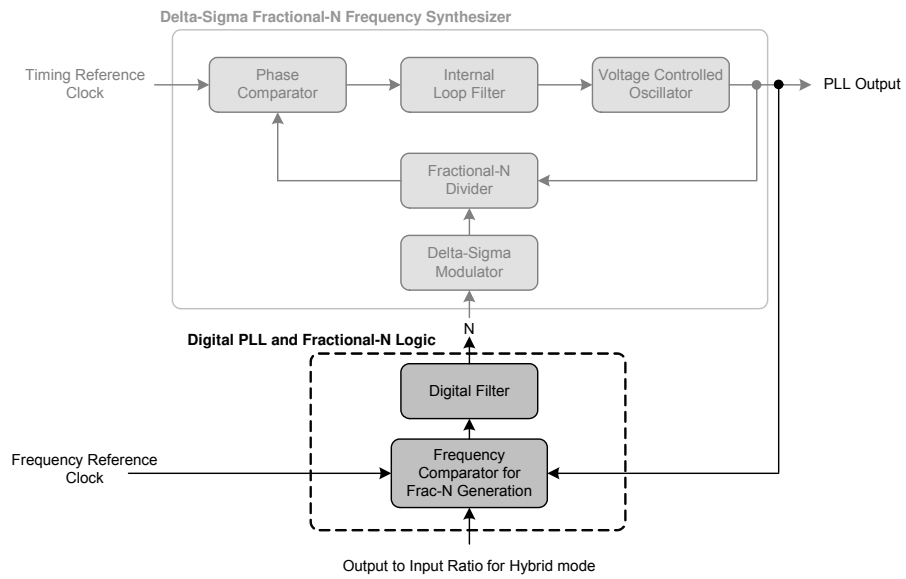 Delta-Sigma Fractional-N Frequency Synthesizer
Timing Reference
Clock
Phase
Comparator
Internal
Loop Filter
Voltage Controlled
Oscillator
PLL Output
Fractional-N
Divider
Delta-Sigma
Modulator
N
Digital PLL and Fractional-N Logic
Digital Filter
Frequency Reference
Clock
Frequency
Comparator for
Frac-N Generation
Output to Input Ratio for Hybrid mode